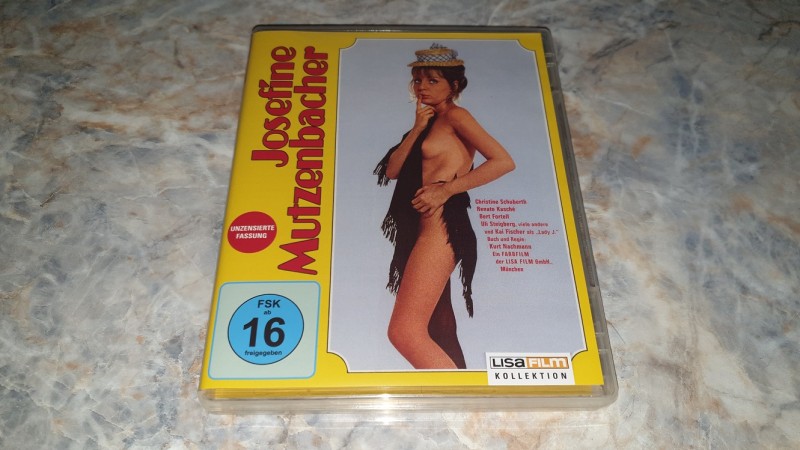 Josefine
Mutzenbacher
UNZENSIERTE
FASSUNG
Christine Schuberth
Renate Kasché
Bert Fortell
Uli Steigberg, viele andere
und Kai Fischer als „Lady J.“
Buch und Regie:
Kurt Nachmann
Ein FARBFILM
der LISA FILM GmbH.,
München
FSK
ab
16
freigegeben
LISA FILM
KOLLEKTION